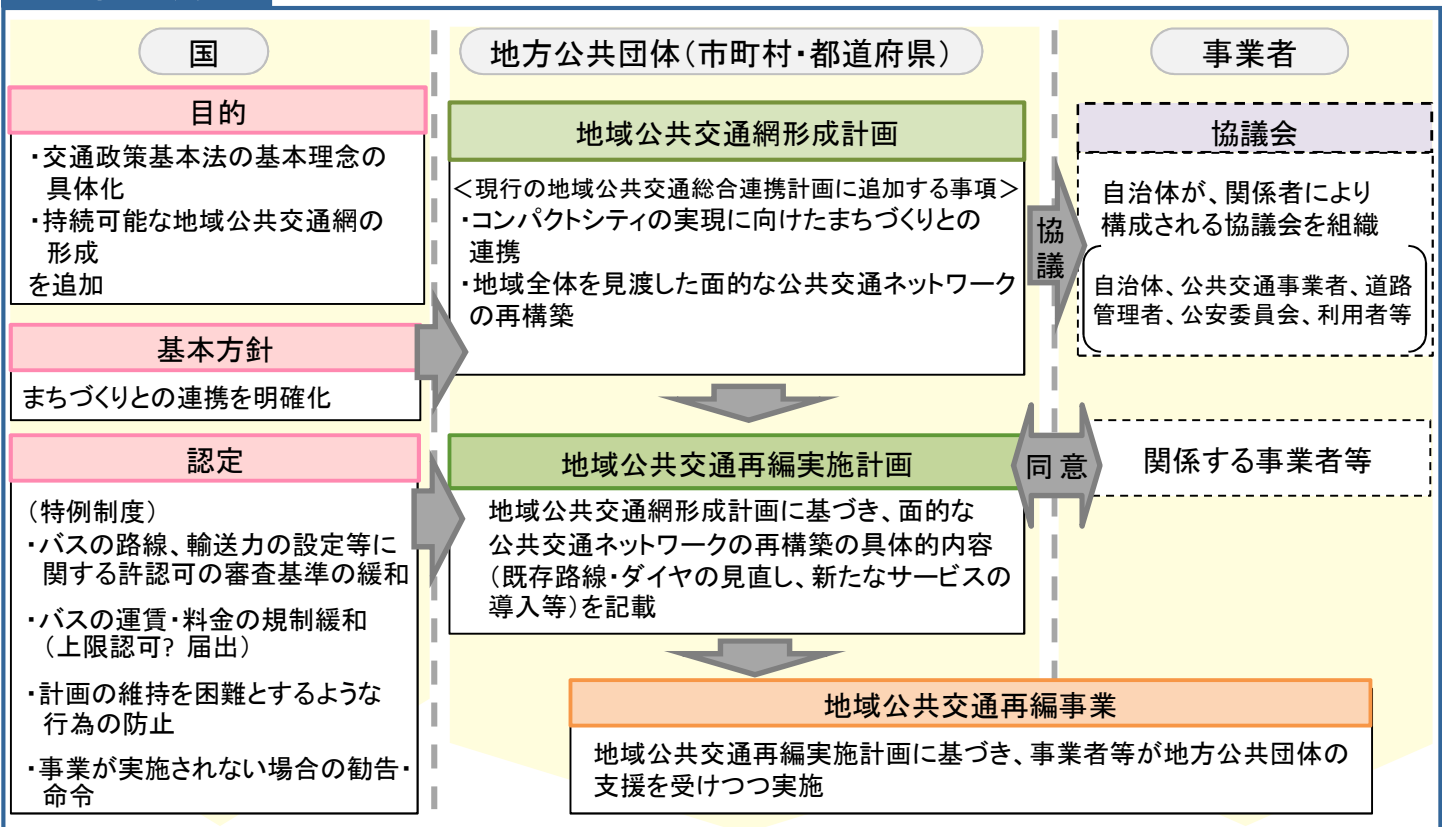 国
目的
・交通政策基本法の基本理念の
具体化
・持続可能な地域公共交通網の
形成
を追加
基本方針
まちづくりとの連携を明確化
認定
（特例制度）
・バスの路線、輸送力の設定等に
関する許認可の審査基準の緩和
・バスの運賃・料金の規制緩和
（上限認可? 届出）
・計画の維持を困難とするような
行為の防止
・事業が実施されない場合の勧告・
命令
地方公共団体（市町村・都道府県）
地域公共交通網形成計画
＜現行の地域公共交通総合連携計画に追加する事項＞
・コンパクトシティの実現に向けたまちづくりとの
連携
・地域全体を見渡した面的な公共交通ネットワーク
の再構築
地域公共交通再編実施計画
地域公共交通網形成計画に基づき、面的な
公共交通ネットワークの再構築の具体的内容
（既存路線・ダイヤの見直し、新たなサービスの
導入等）を記載
協
議
同意
事業者
協議会
自治体が、関係者により
構成される協議会を組織
自治体、公共交通事業者、道路
管理者、公安委員会、利用者等
関係する事業者等
地域公共交通再編事業
地域公共交通再編実施計画に基づき、事業者等が地方公共団体の
支援を受けつつ実施